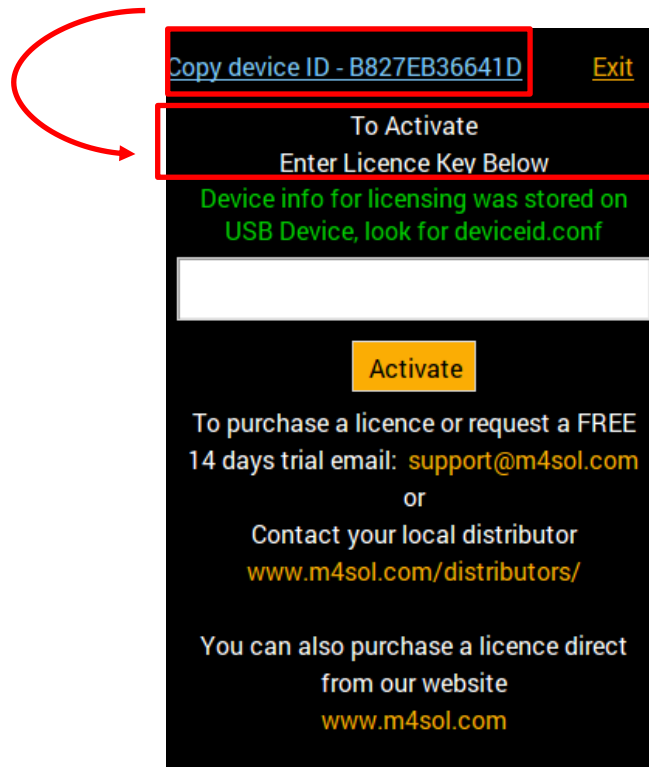 Copy device ID - B827EB36641D
Exit
To Activate
Enter Licence Key Below
Device info for licensing was stored on
USB Device, look for deviceid.conf
Activate
To purchase a licence or request a FREE
14 days trial email: support@m4sol.com
or
Contact your local distributor
www.m4sol.com/distributors/
You can also purchase a licence direct
from our website
www.m4sol.com